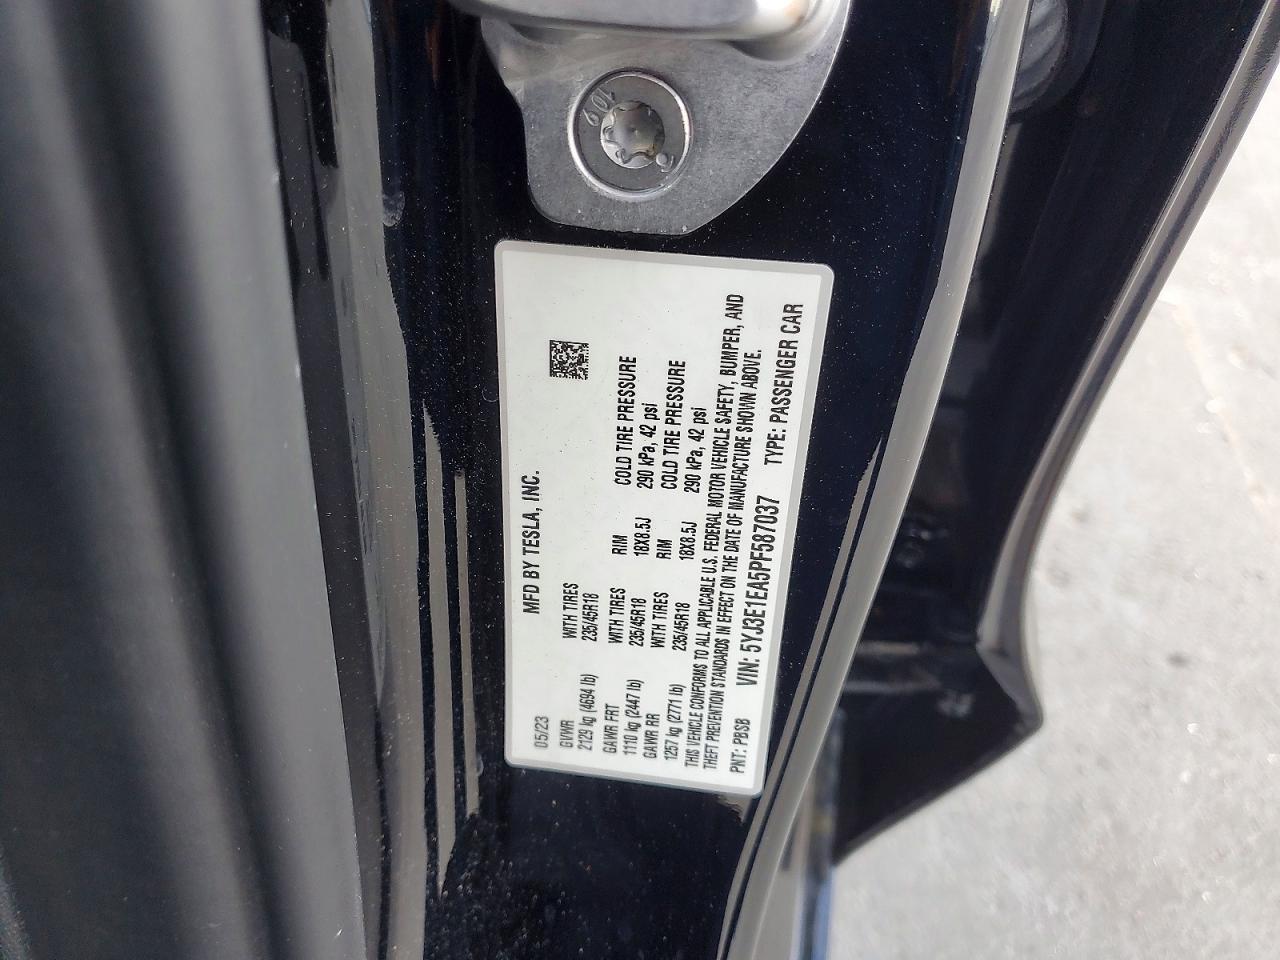 10.9
MFD BY TESLA, INC.
05/23
GVWR WITH TIRES
2129 kg (4694 lb) 235/45R18
GAWR FRT WITH TIRES RIM COLD TIRE PRESSURE
1110 kg (2447 lb) 235/45R18 18X8.5J 290 kPa, 42 psi
GAWR RR WITH TIRES RIM COLD TIRE PRESSURE
1257 kg (2771 lb) 235/45R18 18X8.5J 290 kPa, 42 psi
THIS VEHICLE CONFORMS TO ALL APPLICABLE U.S. FEDERAL MOTOR VEHICLE SAFETY, BUMPER, AND
THEFT PREVENTION STANDARDS IN EFFECT ON THE DATE OF MANUFACTURE SHOWN ABOVE.
PNT: PBSB VIN: 5YJ3E1EA5PF587037 TYPE: PASSENGER CAR